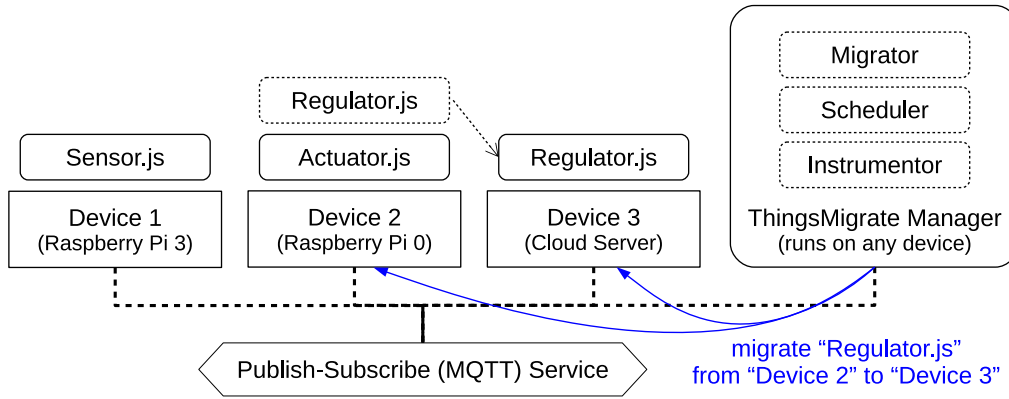 Migrator
Scheduler
Instrumentor
ThingsMigrate Manager
(runs on any device)
Regulator.js
Sensor.js
Actuator.js
Regulator.js
Device 1
(Raspberry Pi 3)
Device 2
(Raspberry Pi 0)
Device 3
(Cloud Server)
Publish-Subscribe (MQTT) Service
migrate “Regulator.js”
from “Device 2” to “Device 3”